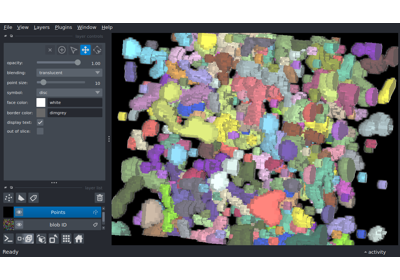 File View Layers Plugins Window Help
opacity: 1.00
blending: translucent
point size: 10
symbol: disc
face color: white
border color: dimgrey
display text:
out of slice:
Points
blob ID
Ready
activity